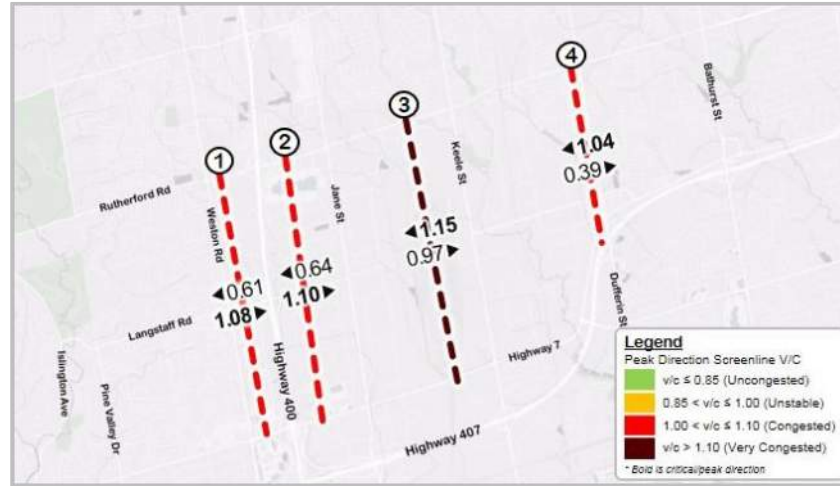 4
3
2
1
Bathurst St
Keele St
◄1.04
0.39►
Jane St
Rutherford Rd
Weston Rd
◄1.15
0.97►
◄0.64
1.10►
◄0.61
1.08►
Dufferin St
Langstaff Rd
Highway 400
Highway 7
Islington Ave
Pine Valley Dr
Highway 407
Legend
Peak Direction Screenline V/C
v/c ≤ 0.85 (Uncongested)
0.85 < v/c ≤ 1.00 (Unstable)
1.00 < v/c ≤ 1.10 (Congested)
v/c > 1.10 (Very Congested)
* Bold is critical/peak direction